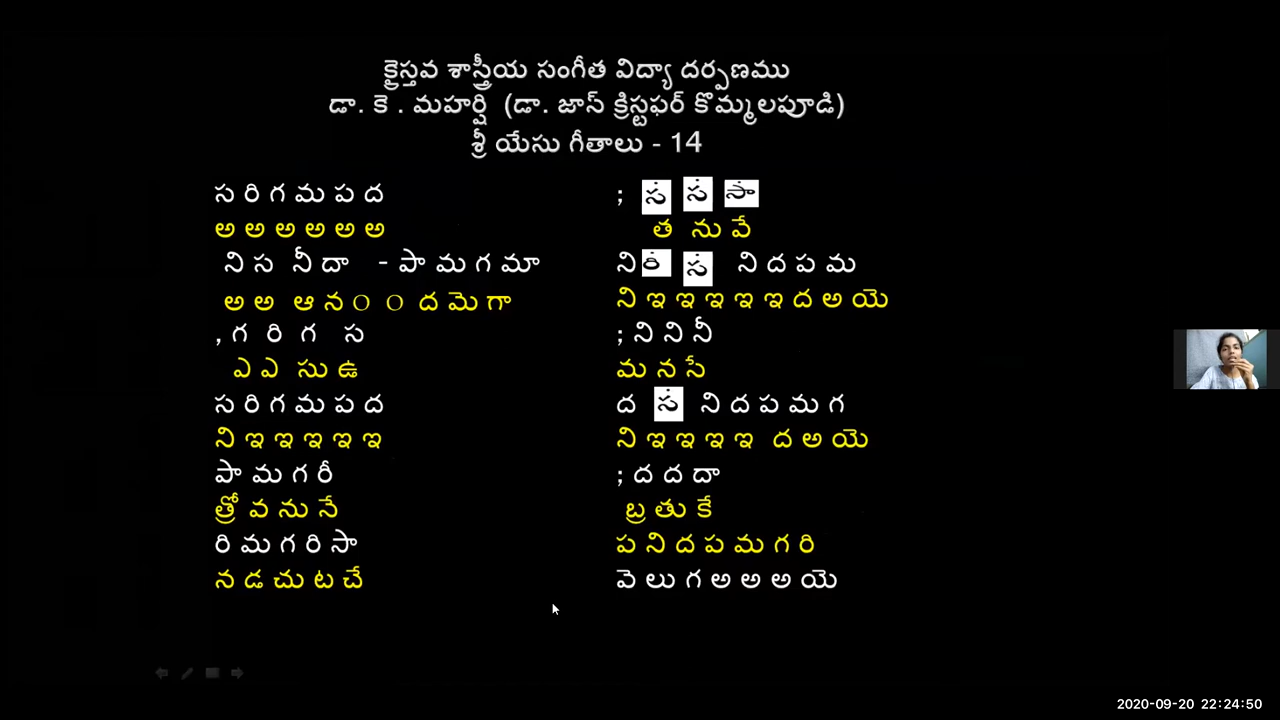 క్రైస్తవ శాస్త్రీయ సంగీత విద్యా దర్పణము
డా. కె . మహర్షి (డా. జాస్ క్రిస్టఫర్ కొమ్మలపూడి)
శ్రీ యేసు గీతాలు - 14
స రి గ మ ప ద
అ అ అ అ అ అ
ని స నీ దా - పా మ గ మా
అ అ ఆ న ం ం ద మె గా
, గ రి గ స
ఎ ఎ సు ఉ
స రి గ మ ప ద
ని ఇ ఇ ఇ ఇ ఇ
పా మ గ రీ
త్రో వ ను నే
రి మ గ రి సా
న డ చు ట చే
; స̇ స̇ సా̇
త ను వే
ని రి̇ స̇ ని ద ప మ
ని ఇ ఇ ఇ ఇ ఇ ద అ యె
; ని ని నీ
మ న సే
ద స̇ ని ద ప మ గ
ని ఇ ఇ ఇ ఇ ద అ యె
; ద ద దా
బ్ర తు కే
ప ని ద ప మ గ రి
వె లు గ అ అ అ యె
2020-09-20 22:24:50